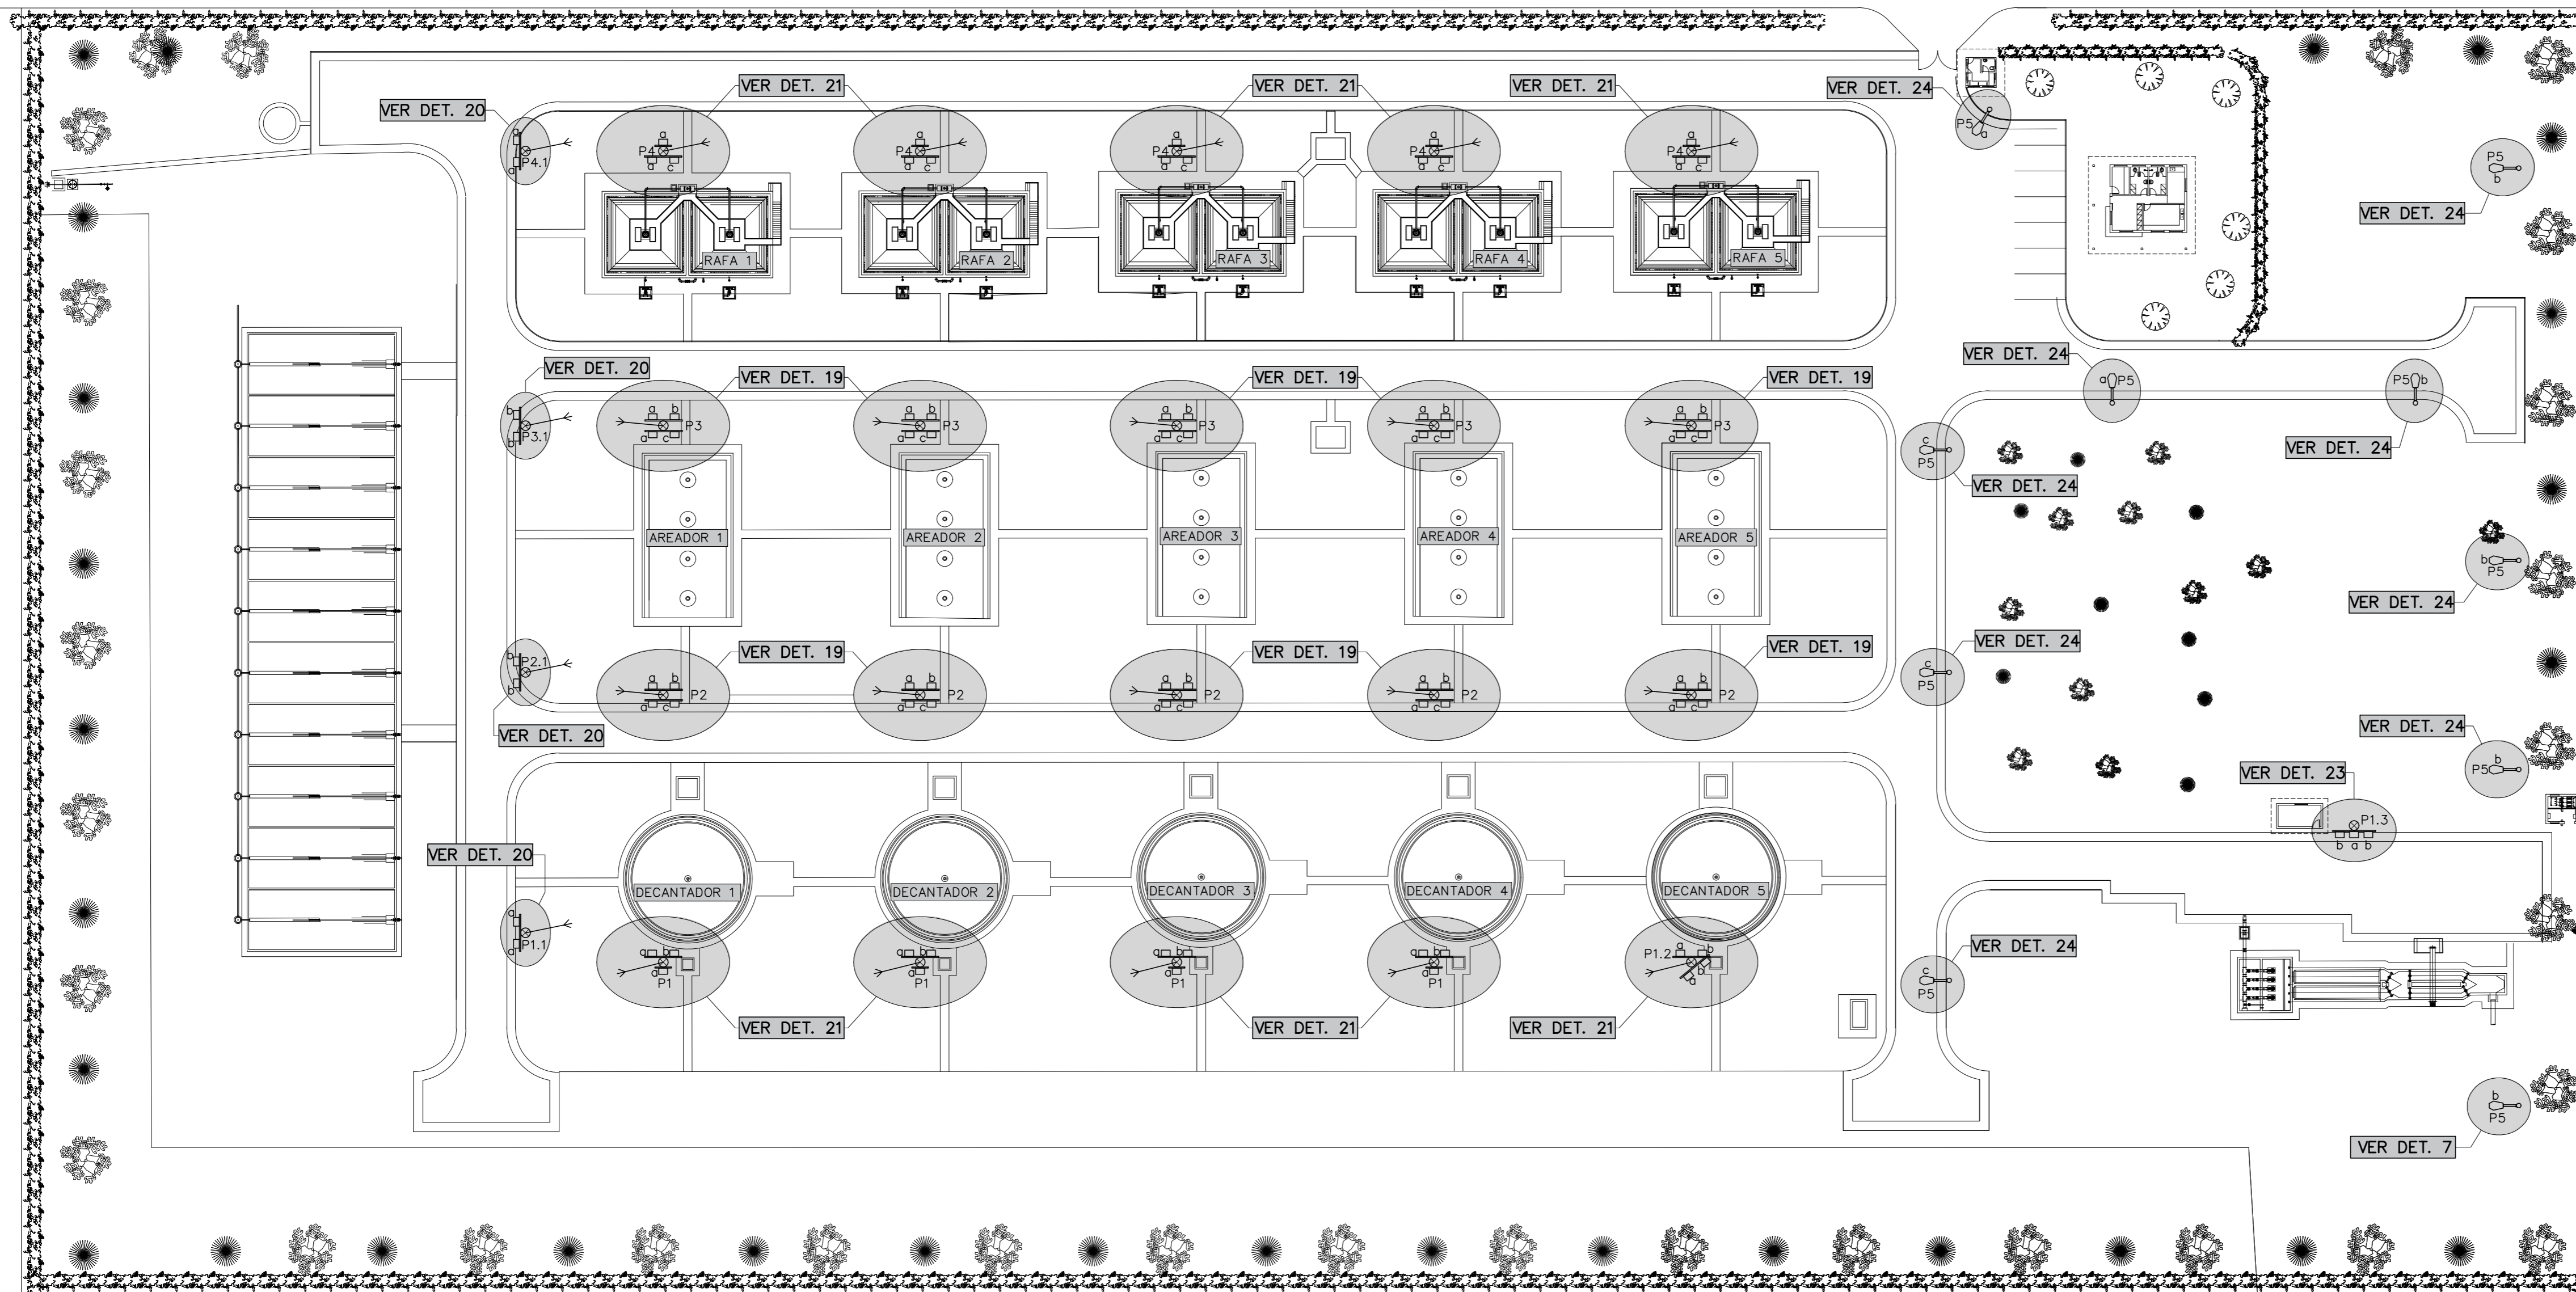 VER DET. 21
VER DET. 21
VER DET. 21
VER DET. 24
VER DET. 20
P5
a
a
a
P4.1
a
P4
a
c
a
P4
a
c
a
P4
a
c
a
P4
a
c
a
P4
a
c
P5
b
VER DET. 24
RAFA 1
RAFA 2
RAFA 3
RAFA 4
RAFA 5
VER DET. 20
VER DET. 19
VER DET. 19
VER DET. 19
VER DET. 24
a P5
P5 b
b
P3.1
b
a b
P3
a c
a b
P3
a c
a b
P3
a c
a b
P3
a c
a b
P3
a c
c
P5
VER DET. 24
VER DET. 24
AREADOR 1
AREADOR 2
AREADOR 3
AREADOR 4
AREADOR 5
b
P5
VER DET. 24
VER DET. 19
VER DET. 19
VER DET. 19
VER DET. 24
b
P2.1
b
a b
P2
a c
a b
P2
a c
a b
P2
a c
a b
P2
a c
a b
P2
a c
c
P5
VER DET. 20
VER DET. 24
b
P5
VER DET. 23
P1.3
b a b
VER DET. 20
DECANTADOR 1
DECANTADOR 2
DECANTADOR 3
DECANTADOR 4
DECANTADOR 5
a
P1.1
a
a b
a
P1
a b
a
P1
a b
a
P1
a b
a
P1
a b
P1.2
b
a
VER DET. 24
c
P5
VER DET. 21
VER DET. 21
VER DET. 21
b
P5
VER DET. 7